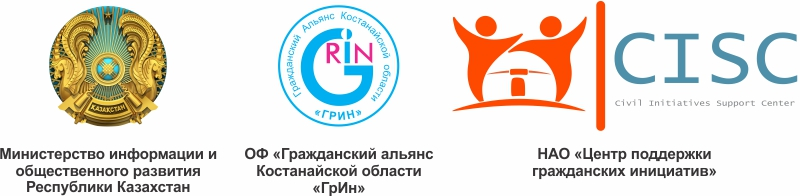 ҚАЗАҚСТАН
Министерство информации и
общественного развития
Республики Казахстан
Гражданский Альянс Костанайской области
GRiN
«ГРИН»
ОФ «Гражданский альянс
Костанайской области
«ГрИн»
CISC
Civil Initiatives Support Center
НАО «Центр поддержки
гражданских инициатив»